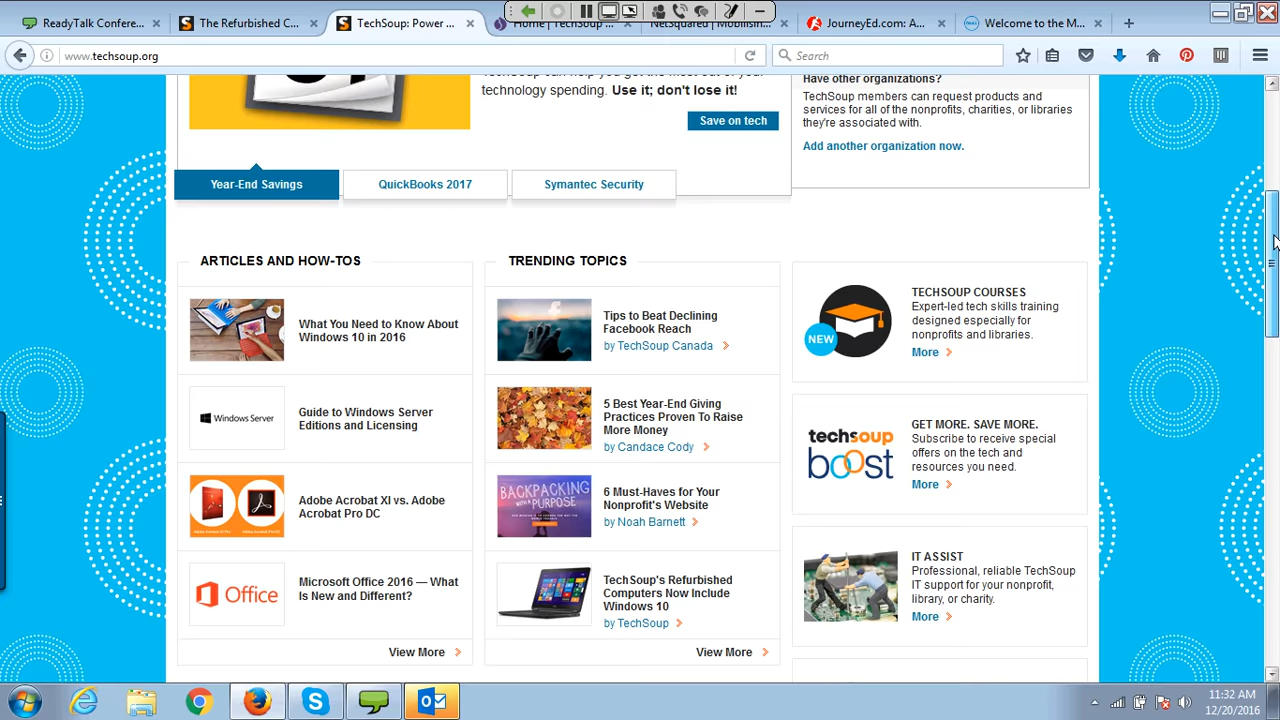 ReadyTalk Confere...
The Refurbished C...
TechSoup: Power ...
Home | TechSoup ...
NetSquared | Mobilisin...
JourneyEd.com: A...
Welcome to the M...
www.techsoup.org
Search
technology spending. Use it; don't lose it!
Save on tech
Have other organizations?
TechSoup members can request products and
services for all of the nonprofits, charities, or libraries
they're associated with.
Add another organization now.
Year-End Savings
QuickBooks 2017
Symantec Security
ARTICLES AND HOW-TOS
What You Need to Know About
Windows 10 in 2016
Windows Server
Guide to Windows Server
Editions and Licensing
Adobe Acrobat XI vs. Adobe
Acrobat Pro DC
Office
Microsoft Office 2016 — What
Is New and Different?
View More
TRENDING TOPICS
Tips to Beat Declining
Facebook Reach
by TechSoup Canada
5 Best Year-End Giving
Practices Proven To Raise
More Money
by Candace Cody
BACKPACKING
WITH A PURPOSE
6 Must-Haves for Your
Nonprofit's Website
by Noah Barnett
TechSoup's Refurbished
Computers Now Include
Windows 10
by TechSoup
View More
NEW
TECHSOUP COURSES
Expert-led tech skills training
designed especially for
nonprofits and libraries.
More
techsoup
boost
GET MORE. SAVE MORE.
Subscribe to receive special
offers on the tech and
resources you need.
More
IT ASSIST
Professional, reliable TechSoup
IT support for your nonprofit,
library, or charity.
More
11:32 AM
12/20/2016